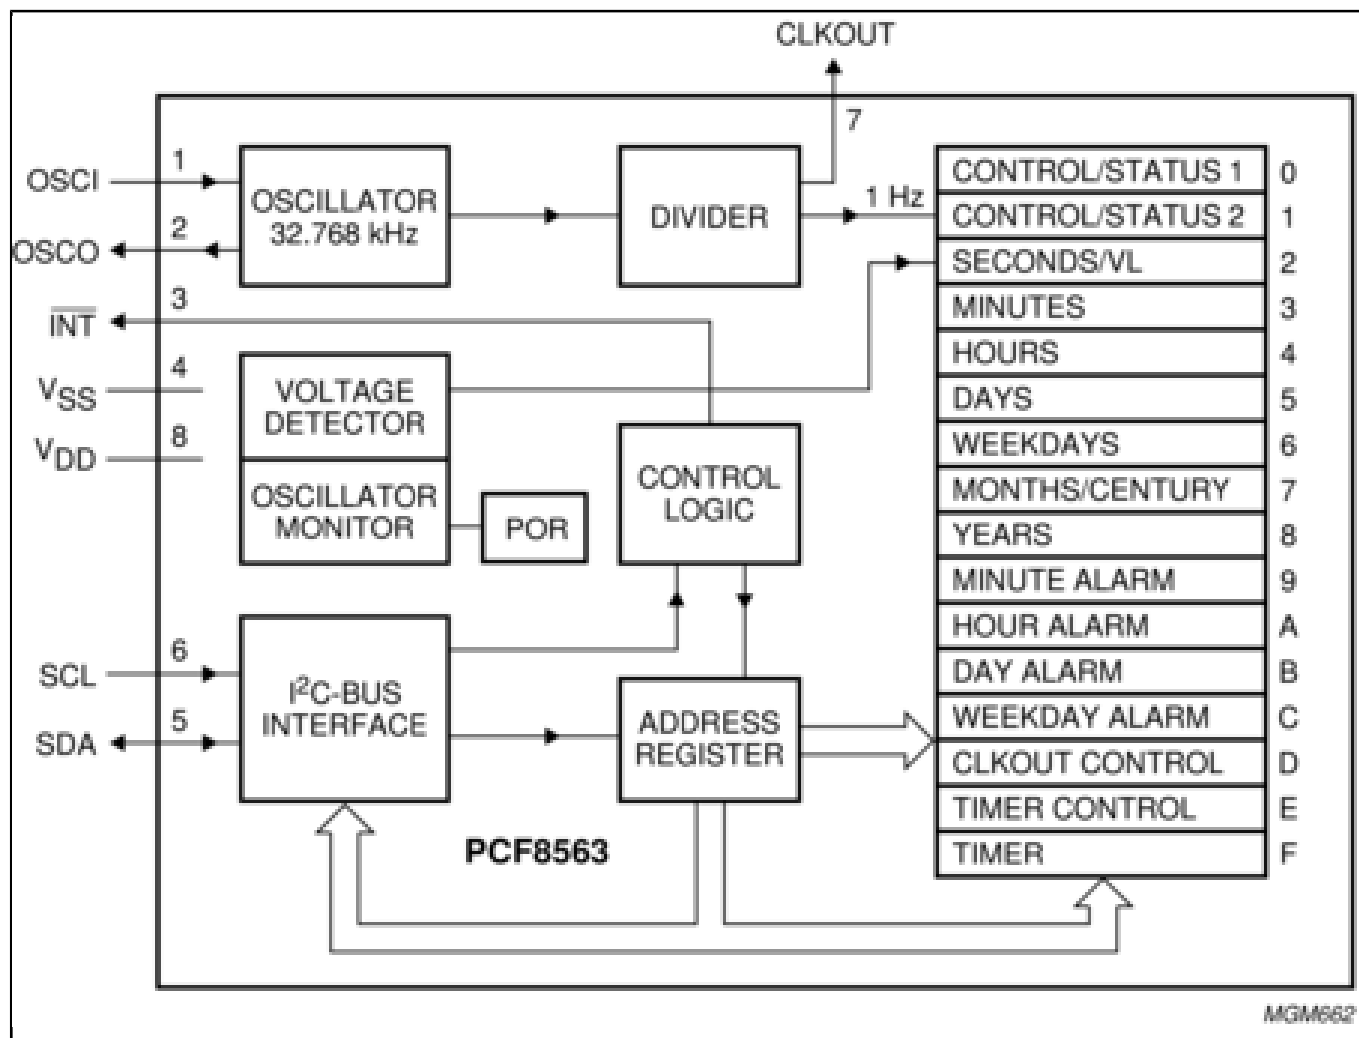 CLKOUT
7
OSCI
1
OSCO
2
OSCILLATOR
32.768 kHz
DIVIDER
1 Hz
INT
3
VSS
4
VDD
8
VOLTAGE
DETECTOR
OSCILLATOR
MONITOR
POR
CONTROL
LOGIC
SCL
6
SDA
5
I²C-BUS
INTERFACE
ADDRESS
REGISTER
PCF8563
CONTROL/STATUS 1 0
CONTROL/STATUS 2 1
SECONDS/VL 2
MINUTES 3
HOURS 4
DAYS 5
WEEKDAYS 6
MONTHS/CENTURY 7
YEARS 8
MINUTE ALARM 9
HOUR ALARM A
DAY ALARM B
WEEKDAY ALARM C
CLKOUT CONTROL D
TIMER CONTROL E
TIMER F
MGM662